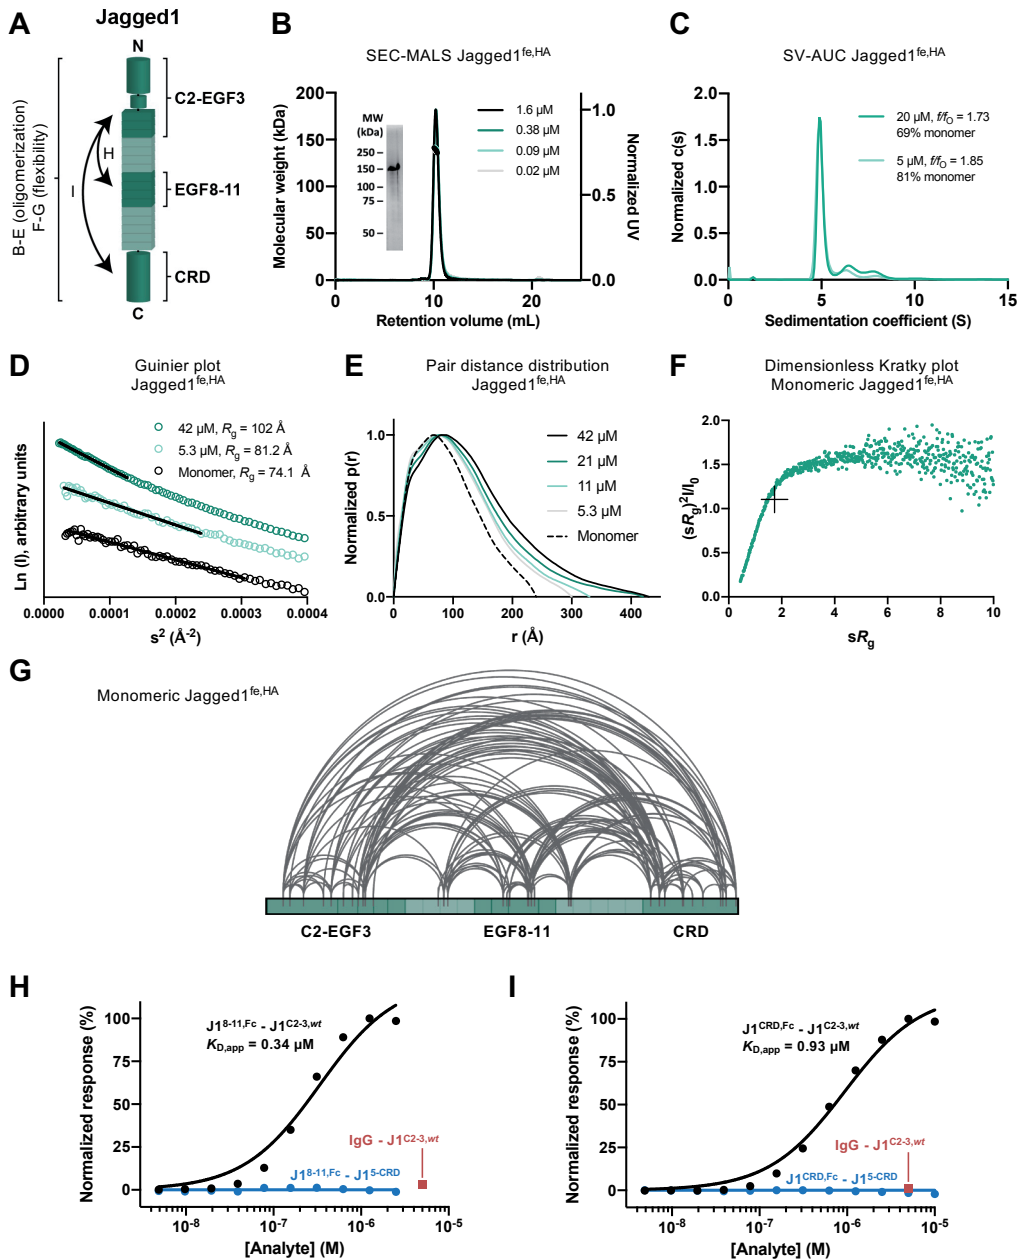 A
Jagged1
N
C2-EGF3
H
EGF8-11
I
CRD
C
B-E (oligomerization)
F-G (flexibility)
B
SEC-MALS Jagged1fe,HA
Molecular weight (kDa)
200
150
100
50
0
MW
(kDa)
250
150
100
75
50
1.6 μM
0.38 μM
0.09 μM
0.02 μM
1.0
0.5
0.0
Normalized UV
0
10
20
Retention volume (mL)
C
SV-AUC Jagged1fe,HA
Normalized c(s)
2.0
1.5
1.0
0.5
0.0
20 μM, f/fO = 1.73
69% monomer
5 μM, f/fO = 1.85
81% monomer
0
5
10
15
Sedimentation coefficient (S)
D
Guinier plot
Jagged1fe,HA
Ln (I), arbitrary units
42 μM, Rg = 102 Å
5.3 μM, Rg = 81.2 Å
Monomer, Rg = 74.1 Å
0.0000
0.0001
0.0002
0.0003
0.0004
s2 (Å-2)
E
Pair distance distribution
Jagged1fe,HA
Normalized p(r)
1.0
0.5
0.0
42 μM
21 μM
11 μM
5.3 μM
Monomer
0
100
200
300
400
r (Å)
F
Dimensionless Kratky plot
Monomeric Jagged1fe,HA
(sRg)2I/I0
2.0
1.5
1.0
0.5
0.0
0
2
4
6
8
10
sRg
G
Monomeric Jagged1fe,HA
C2-EGF3
EGF8-11
CRD
H
Normalized response (%)
100
75
50
25
0
J18-11,Fc - J1C2-3,wt
KD,app = 0.34 μM
IgG - J1C2-3,wt
J18-11,Fc - J15-CRD
10-8
10-7
10-6
10-5
[Analyte] (M)
I
Normalized response (%)
100
75
50
25
0
J1CRD,Fc - J1C2-3,wt
KD,app = 0.93 μM
IgG - J1C2-3,wt
J1CRD,Fc - J15-CRD
10-8
10-7
10-6
10-5
[Analyte] (M)